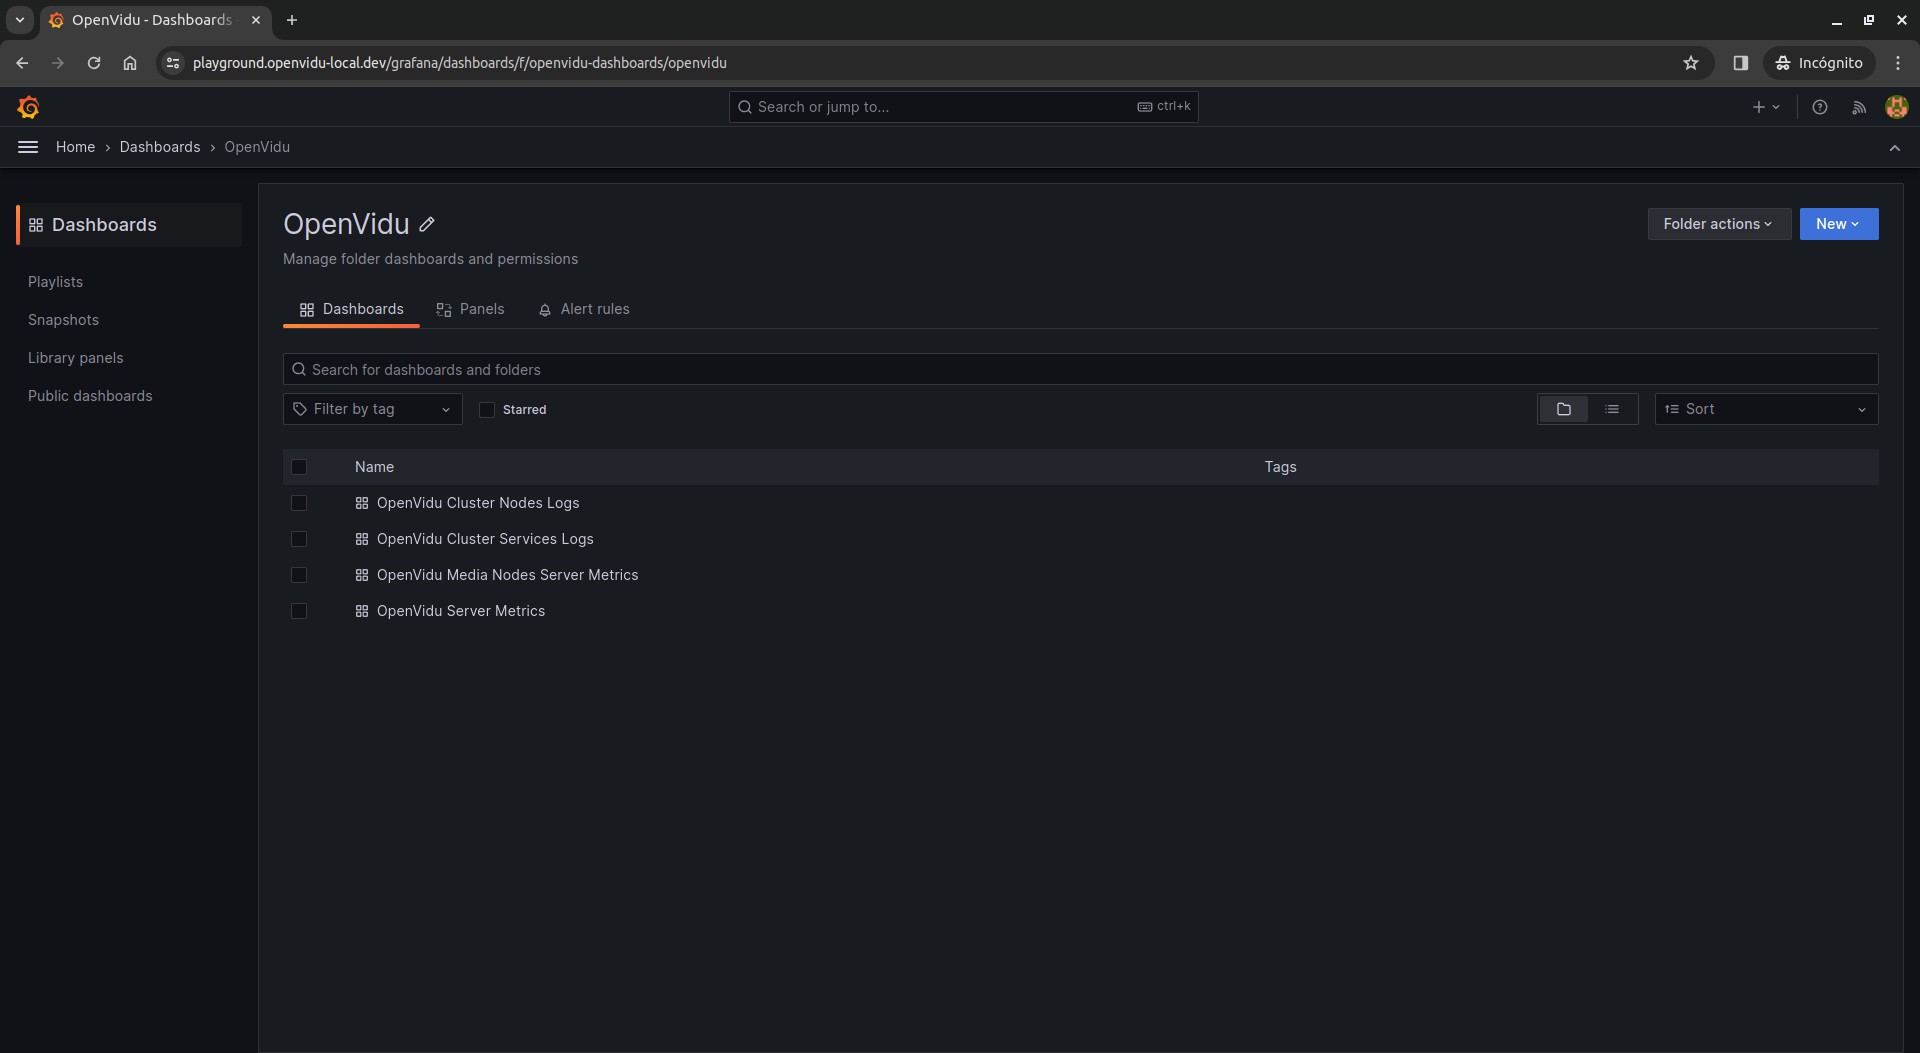 OpenVidu - Dashboards
playground.openvidu-local.dev/grafana/dashboards/f/openvidu-dashboards/openvidu
Incógnito
Search or jump to...
ctrl+k
Home › Dashboards › OpenVidu
Dashboards
Playlists
Snapshots
Library panels
Public dashboards
OpenVidu
Folder actions
New
Manage folder dashboards and permissions
Dashboards
Panels
Alert rules
Search for dashboards and folders
Filter by tag
Starred
Sort
Name
Tags
OpenVidu Cluster Nodes Logs
OpenVidu Cluster Services Logs
OpenVidu Media Nodes Server Metrics
OpenVidu Server Metrics